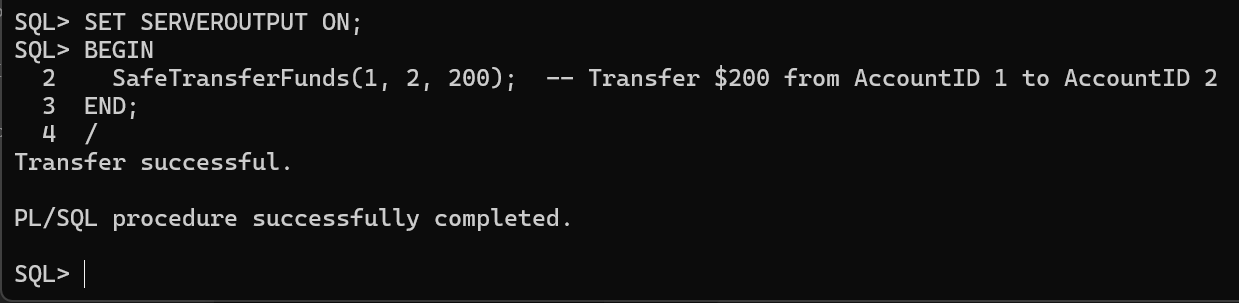 SQL> SET SERVEROUTPUT ON;
SQL> BEGIN
  2    SafeTransferFunds(1, 2, 200);  -- Transfer $200 from AccountID 1 to AccountID 2
  3  END;
  4  /
Transfer successful.

PL/SQL procedure successfully completed.

SQL>